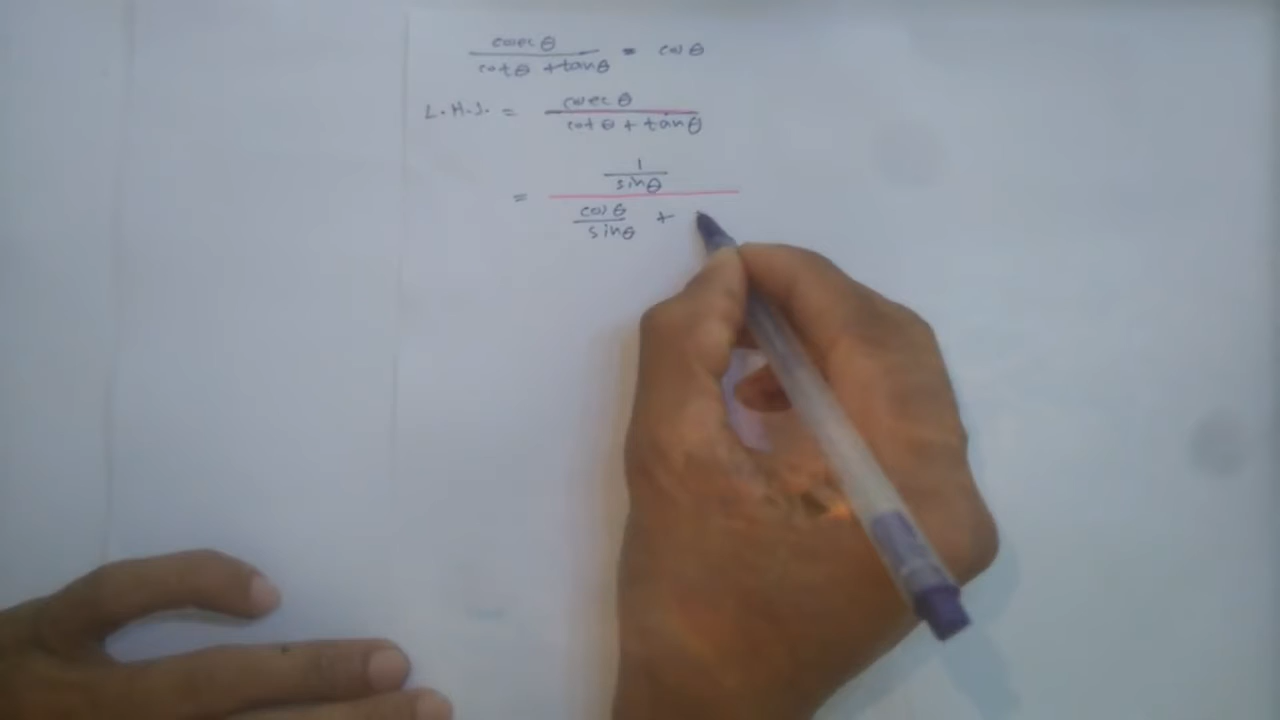 cosec θ / cot θ + tan θ = cos θ
L.H.S. = cosec θ / cot θ + tan θ
= 1/sin θ / cos θ/sin θ +